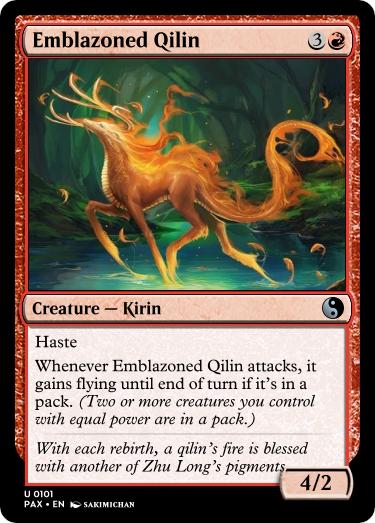 Emblazoned Qilin 3
Creature — Kirin
Haste
Whenever Emblazoned Qilin attacks, it
gains flying until end of turn if it's in a
pack. (Two or more creatures you control
with equal power are in a pack.)
With each rebirth, a qilin's fire is blessed
with another of Zhu Long's pigments.
4/2
U 0101
PAX • EN SAKIMICHAN